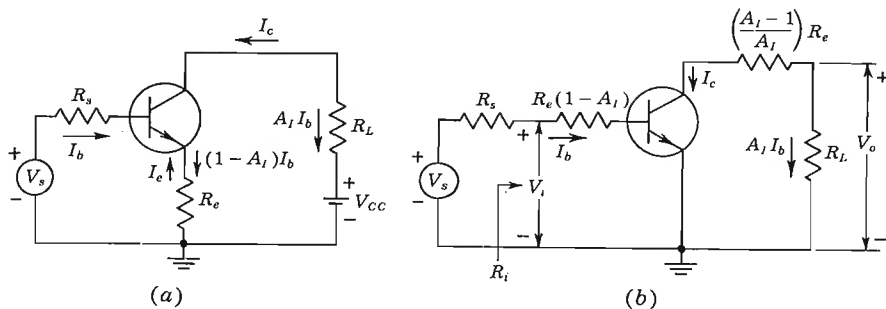 I_c
R_s
I_b
A_I I_b
R_L
+
V_s
−
I_e
(1 − A_I)I_b
R_e
+
V_CC
−
(a)
((A_I − 1)/A_I) R_e
I_c
+
R_s
R_e(1 − A_I)
+
I_b
A_I I_b
R_L
V_o
+
V_s
−
V_i
−
−
R_i
(b)